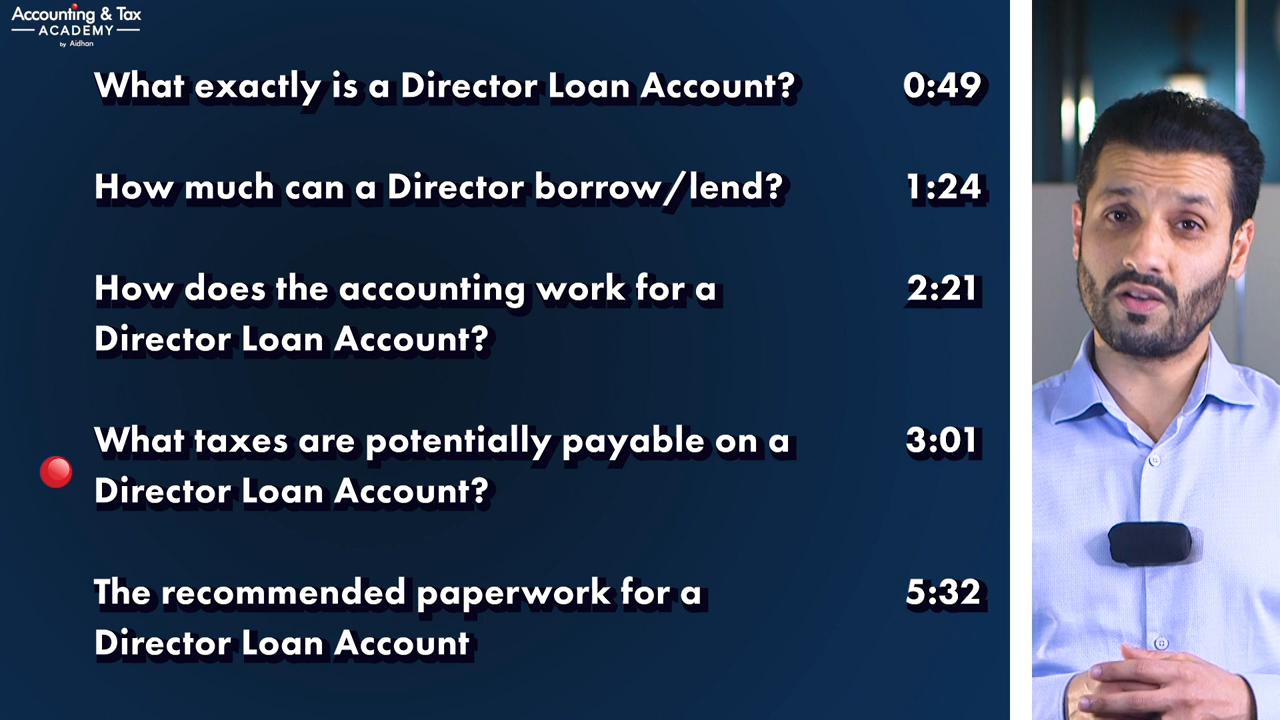 Accounting & Tax
ACADEMY
by Aidhan
What exactly is a Director Loan Account? 0:49
How much can a Director borrow/lend? 1:24
How does the accounting work for a 2:21
Director Loan Account?
What taxes are potentially payable on a 3:01
Director Loan Account?
The recommended paperwork for a 5:32
Director Loan Account